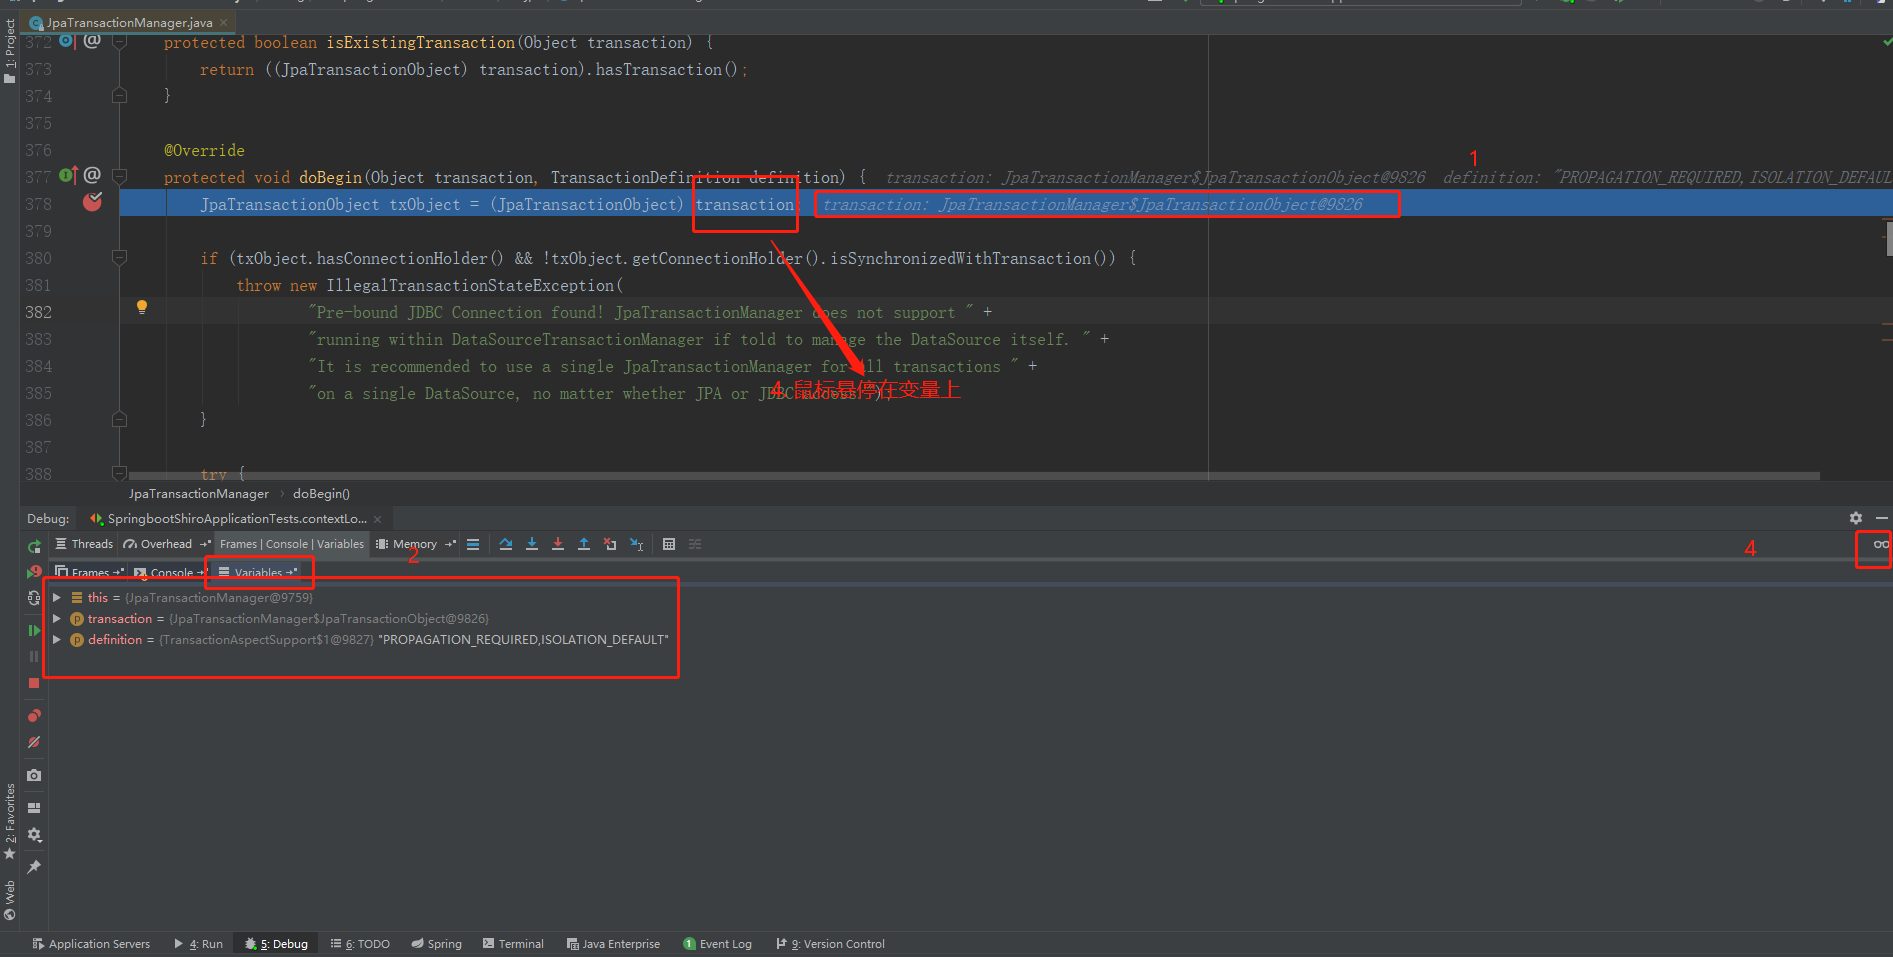 JpaTransactionManager.java
1: Project
372 protected boolean isExistingTransaction(Object transaction) {
373 return ((JpaTransactionObject) transaction).hasTransaction();
374 }
375
376 @Override
1
377 protected void doBegin(Object transaction, TransactionDefinition definition) { transaction: JpaTransactionManager$JpaTransactionObject@9826 definition: "PROPAGATION_REQUIRED,ISOLATION_DEFAUL
378 JpaTransactionObject txObject = (JpaTransactionObject) transaction; transaction: JpaTransactionManager$JpaTransactionObject@9826
379
380 if (txObject.hasConnectionHolder() && !txObject.getConnectionHolder().isSynchronizedWithTransaction()) {
381 throw new IllegalTransactionStateException(
382 "Pre-bound JDBC Connection found! JpaTransactionManager does not support " +
383 "running within DataSourceTransactionManager if told to manage the DataSource itself. " +
384 "It is recommended to use a single JpaTransactionManager for all transactions " +
385 "on a single DataSource, no matter whether JPA or JDBC
4. 鼠标悬停在变量上
386 }
387
388 try {
JpaTransactionManager › doBegin()
Debug: SpringbootShiroApplicationTests.contextLo...
Threads Overhead Frames | Console | Variables Memory
2
4
Frames Console Variables
this = {JpaTransactionManager@9759}
transaction = {JpaTransactionManager$JpaTransactionObject@9826}
definition = {TransactionAspectSupport$1@9827} "PROPAGATION_REQUIRED,ISOLATION_DEFAULT"
2: Favorites
Web
Application Servers 4: Run 5: Debug 6: TODO Spring Terminal Java Enterprise 1 Event Log 9: Version Control